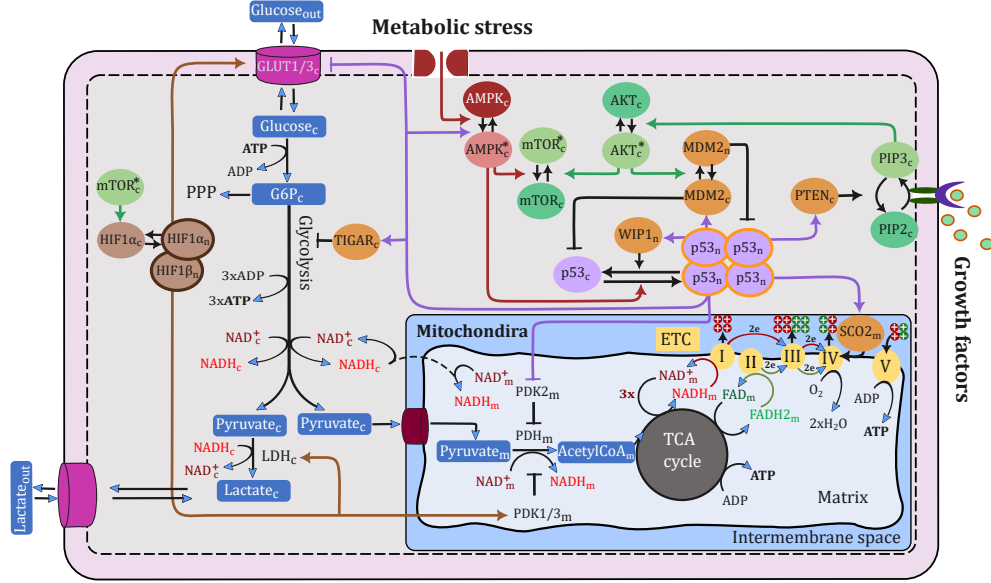 Glucose_out
Metabolic stress
GLUT1/3_c
AMPK_c
AKT_c
Glucose_c
AMPK*_c
mTOR*_c
AKT*_c
MDM2_n
PIP3_c
ATP
ADP
mTOR*_c
PPP
G6P_c
mTOR_c
MDM2_c
PTEN_c
PIP2_c
HIF1α_c
HIF1α_n
HIF1β_n
Glycolysis
TIGAR_c
WIP1_n
p53_n
p53_n
p53_c
p53_n
p53_n
Growth factors
3xADP
3xATP
Mitochondira
ETC
2e
2e
SCO2_m
NAD+_c
NADH_c
NAD+_c
NADH_c
NAD+_m
NADH_m
I
II
III
IV
V
2e
2e
NAD+_m
NADH_m
3x
FAD_m
FADH2_m
O2
2xH2O
ADP
ATP
PDK2_m
PDH_m
Pyruvate_c
Pyruvate_c
Pyruvate_m
AcetylCoA_m
TCA
cycle
NADH_c
NAD+_c
LDH_c
NAD+_m
NADH_m
ATP
ADP
Lactate_out
Lactate_c
PDK1/3_m
Matrix
Intermembrane space